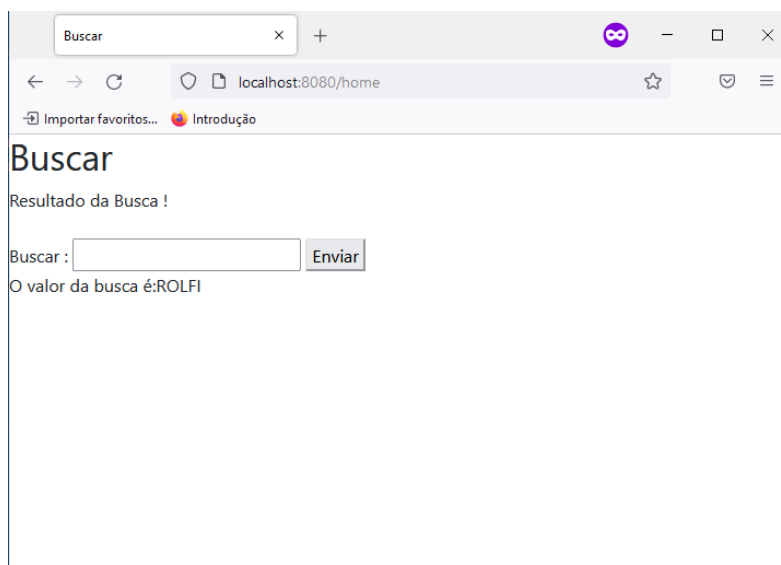 Buscar
localhost:8080/home
Importar favoritos... Introdução
Buscar
Resultado da Busca !
Buscar : Enviar
O valor da busca é:ROLFI